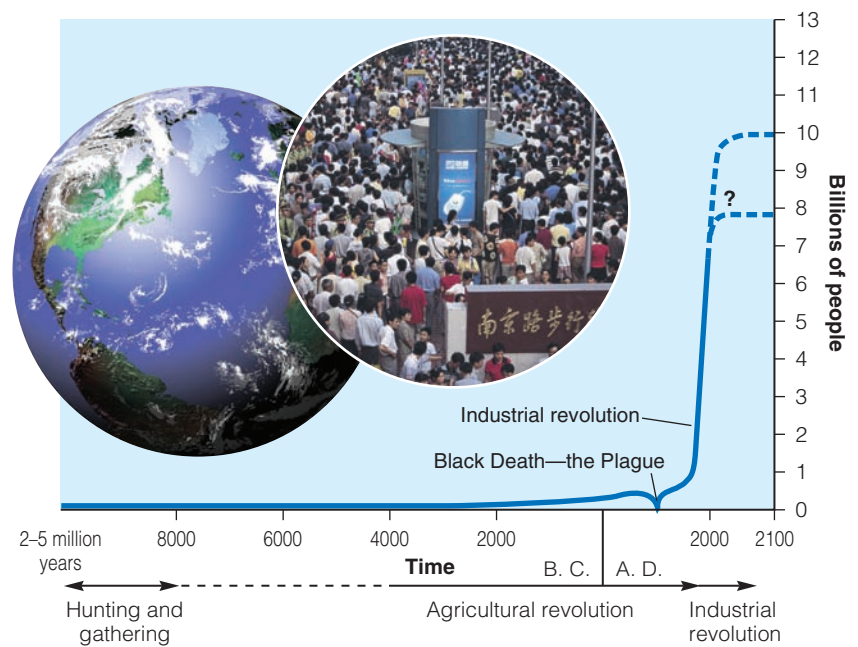 13
12
11
10
9
8
7
6
5
4
3
2
1
0
Billions of people
?
南京路步行
Industrial revolution
Black Death—the Plague
2–5 million
years
8000
6000
4000
2000
2000
2100
Time
B. C.
A. D.
Hunting and
gathering
Agricultural revolution
Industrial
revolution